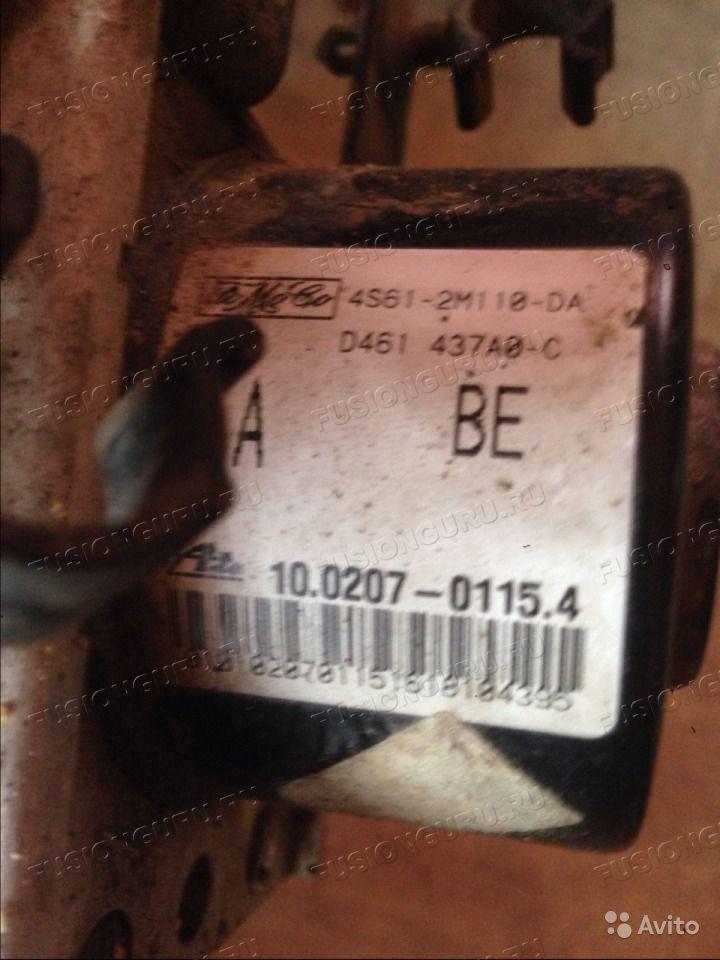 FoMoCo 4S61-2M110-DA
D461 437A0-C
A BE
Ate 10.0207-0115.4
FUSIONGURU.RU
Avito